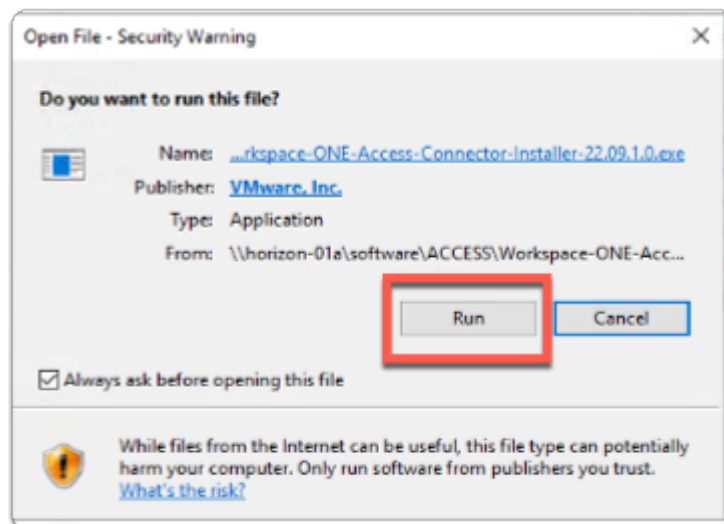 Open File - Security Warning
Do you want to run this file?
Name: ...rkspace-ONE-Access-Connector-Installer-22.09.1.0.exe
Publisher: VMware, Inc.
Type: Application
From: \\horizon-01a\software\ACCESS\Workspace-ONE-Acc...
Run Cancel
Always ask before opening this file
While files from the Internet can be useful, this file type can potentially
harm your computer. Only run software from publishers you trust.
What's the risk?